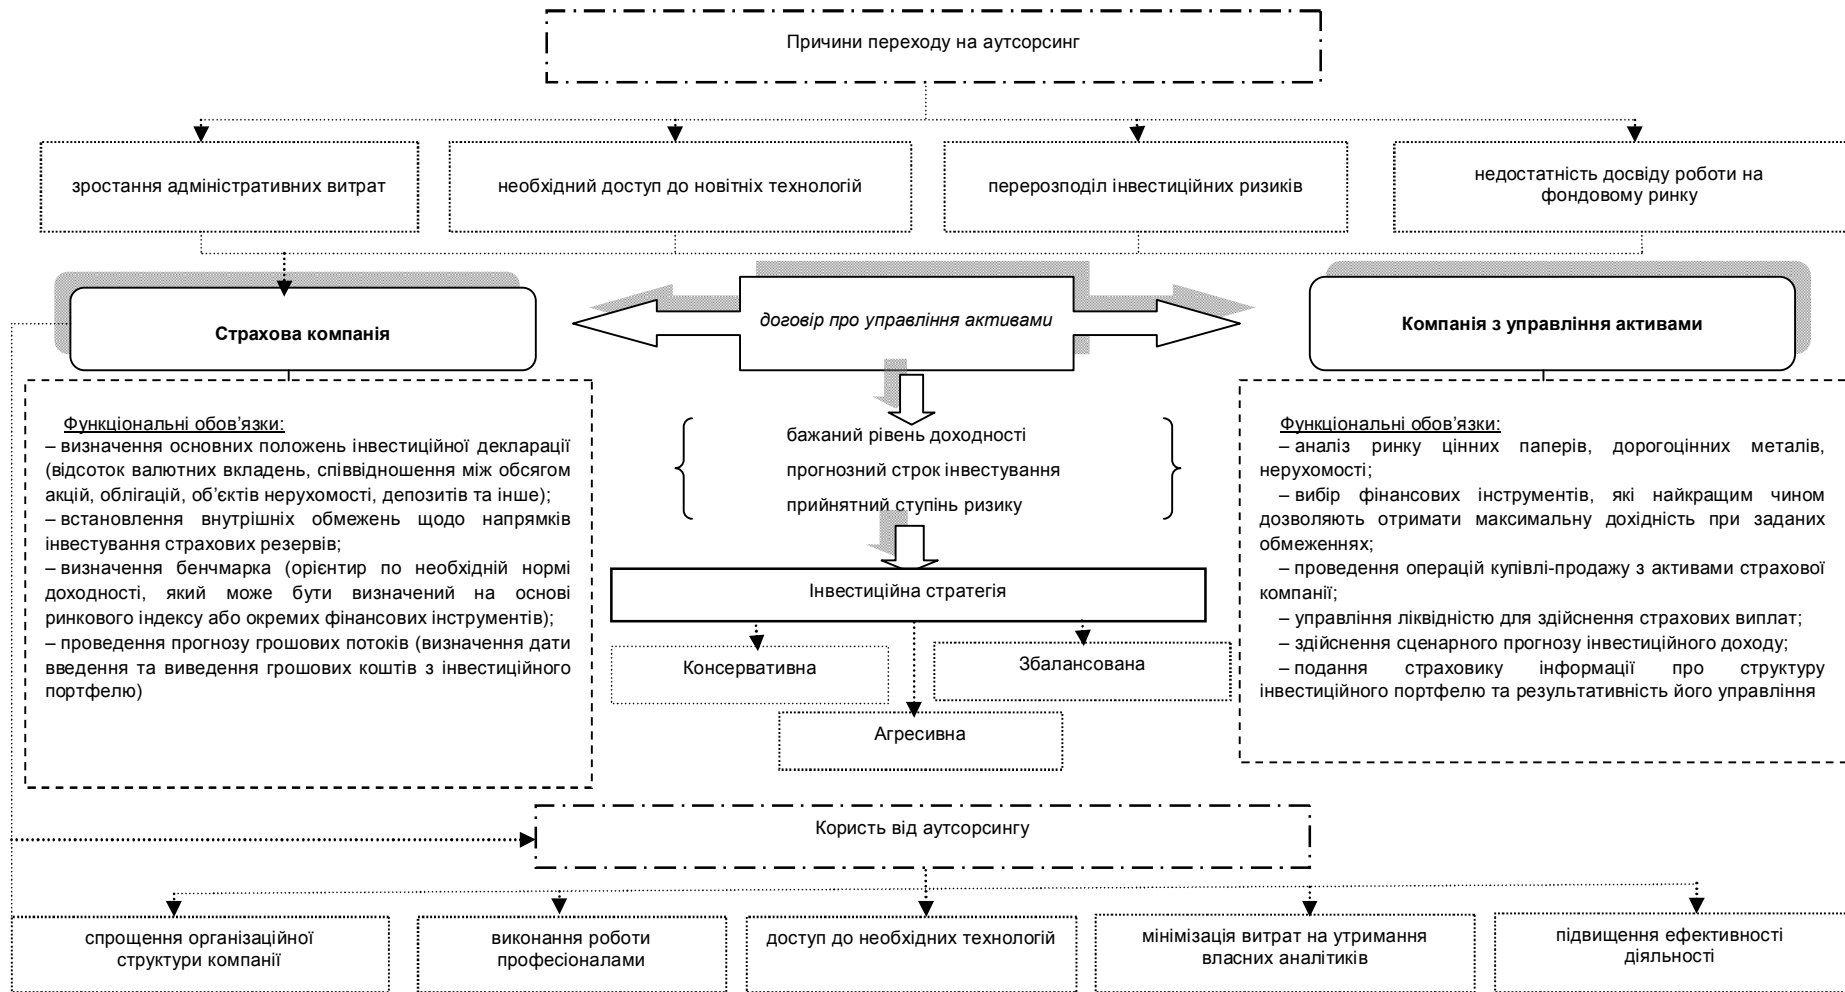 Причини переходу на аутсорсинг
зростання адміністративних витрат
необхідний доступ до новітніх технологій
перерозподіл інвестиційних ризиків
недостатність досвіду роботи на
фондовому ринку
Страхова компанія
договір про управління активами
Компанія з управління активами
Функціональні обов’язки:
– визначення основних положень інвестиційної декларації
(відсоток валютних вкладень, співвідношення між обсягом
акцій, облігацій, об’єктів нерухомості, депозитів та інше);
– встановлення внутрішніх обмежень щодо напрямків
інвестування страхових резервів;
– визначення бенчмарка (орієнтир по необхідній нормі
доходності, який може бути визначений на основі
ринкового індексу або окремих фінансових інструментів);
– проведення прогнозу грошових потоків (визначення дати
введення та виведення грошових коштів з інвестиційного
портфелю)
бажаний рівень доходності
прогнозний строк інвестування
прийнятний ступінь ризику
Інвестиційна стратегія
Консервативна
Збалансована
Агресивна
Функціональні обов’язки:
– аналіз ринку цінних паперів, дорогоцінних металів,
нерухомості;
– вибір фінансових інструментів, які найкращим чином
дозволяють отримати максимальну дохідність при заданих
обмеженнях;
– проведення операцій купівлі-продажу з активами страхової
компанії;
– управління ліквідністю для здійснення страхових виплат;
– здійснення сценарного прогнозу інвестиційного доходу;
– подання страховику інформації про структуру
інвестиційного портфелю та результативність його управління
Користь від аутсорсингу
спрощення організаційної
структури компанії
виконання роботи
професіоналами
доступ до необхідних технологій
мінімізація витрат на утримання
власних аналітиків
підвищення ефективності
діяльності